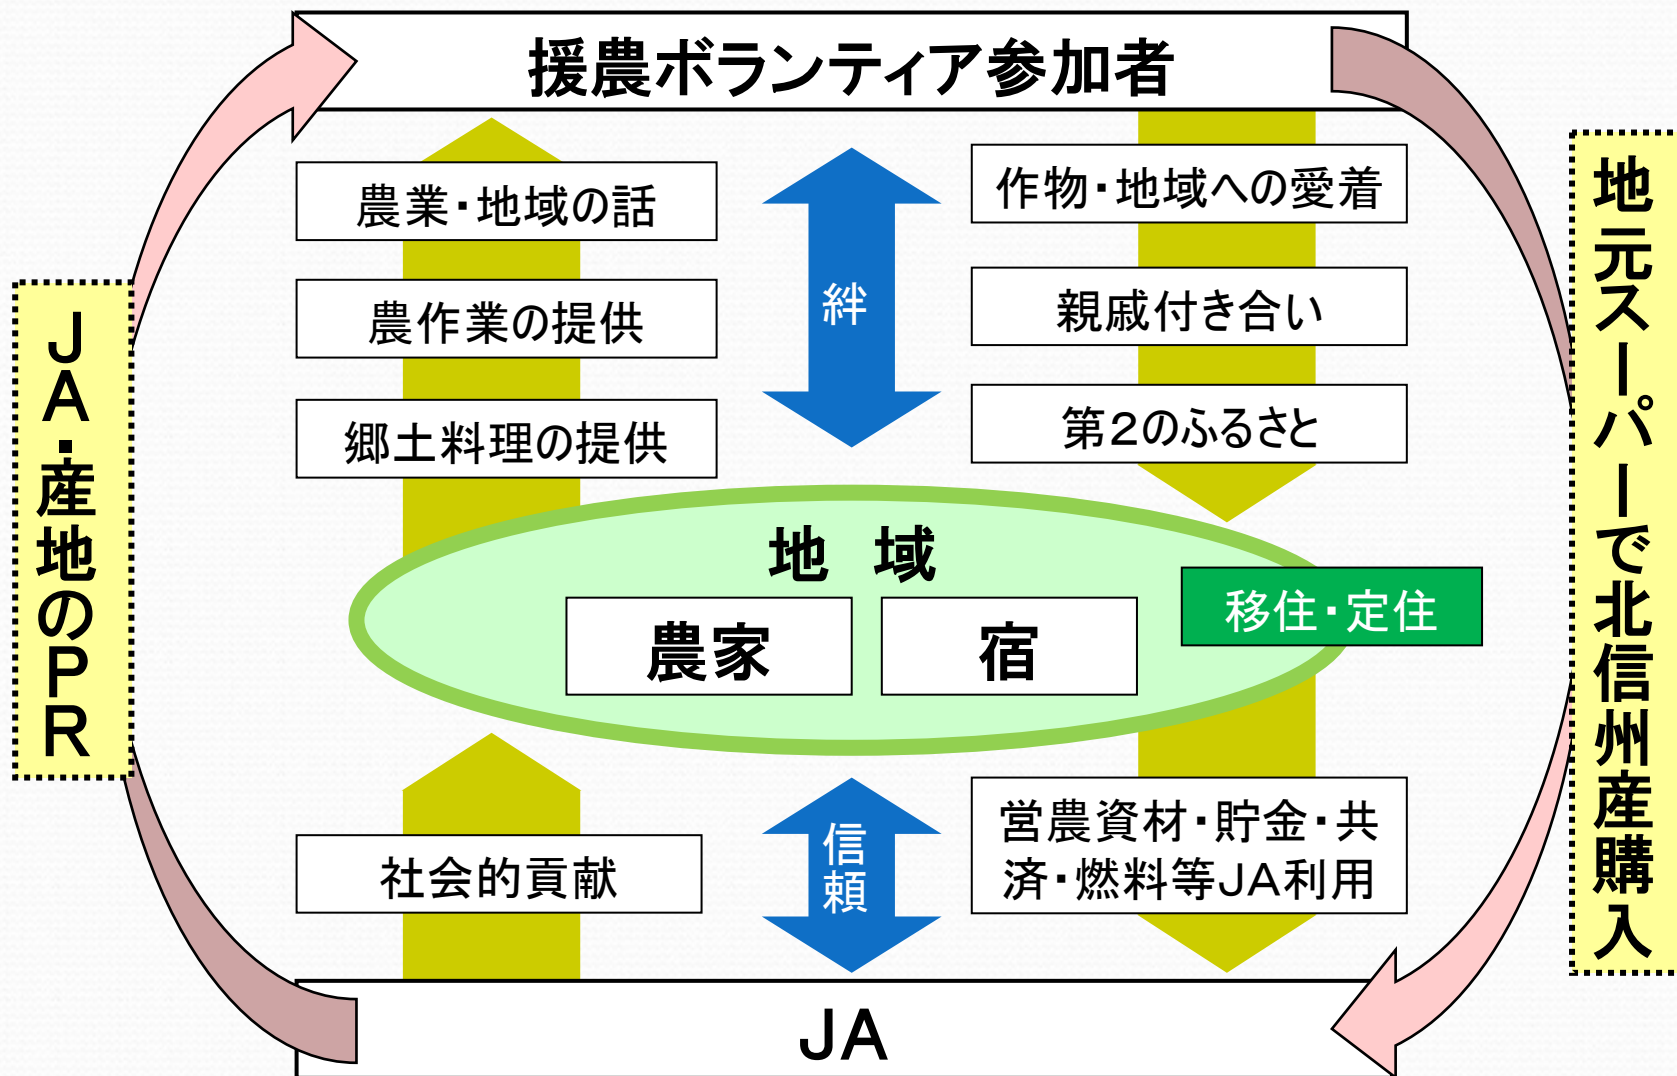 援農ボランティア参加者
農業・地域の話
農作業の提供
郷土料理の提供
絆
作物・地域への愛着
親戚付き合い
第2のふるさと
JA・産地のPR
地元スーパーで北信州産購入
地 域
農家
宿
移住・定住
社会的貢献
信頼
営農資材・貯金・共
済・燃料等JA利用
JA